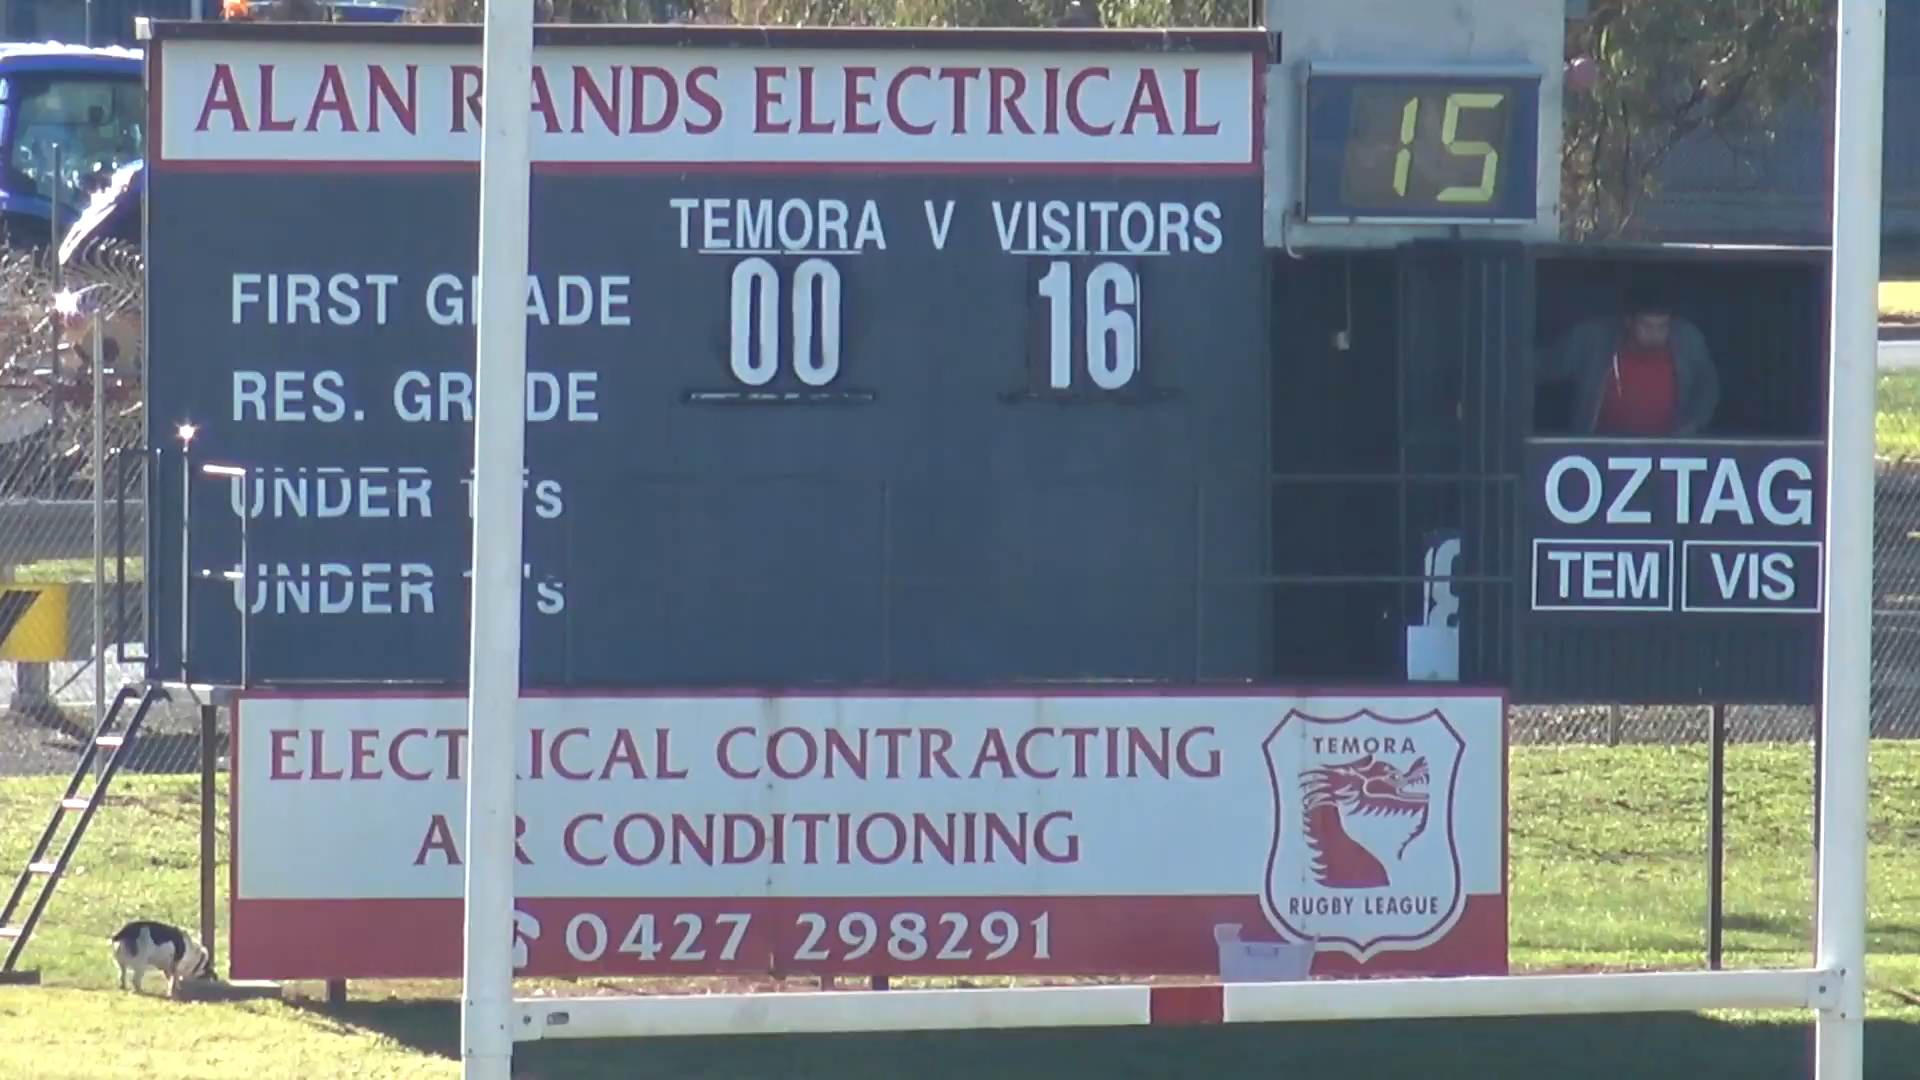 ALAN RANDS ELECTRICAL
15
TEMORA V VISITORS
FIRST GRADE 00 16
RES. GRADE
UNDER
UNDER
OZTAG
TEM VIS
ELECTRICAL CONTRACTING
AIR CONDITIONING
0427 298291
TEMORA
RUGBY LEAGUE